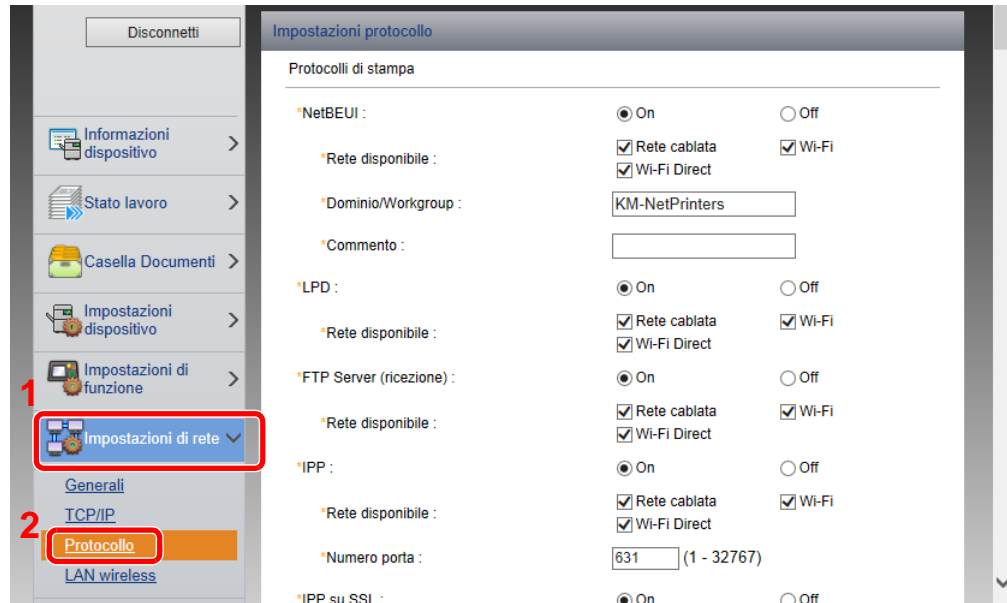 Disconnetti
Informazioni
dispositivo
Stato lavoro
Casella Documenti
Impostazioni
dispositivo
Impostazioni di
funzione
1
Impostazioni di rete
Generali
TCP/IP
2
Protocollo
LAN wireless
Impostazioni protocollo
Protocolli di stampa
*NetBEUI : On Off
*Rete disponibile : Rete cablata Wi-Fi
Wi-Fi Direct
*Dominio/Workgroup : KM-NetPrinters
*Commento :
*LPD : On Off
*Rete disponibile : Rete cablata Wi-Fi
Wi-Fi Direct
*FTP Server (ricezione) : On Off
*Rete disponibile : Rete cablata Wi-Fi
Wi-Fi Direct
*IPP : On Off
*Rete disponibile : Rete cablata Wi-Fi
Wi-Fi Direct
*Numero porta : 631 (1 - 32767)
*IPP su SSL : On Off